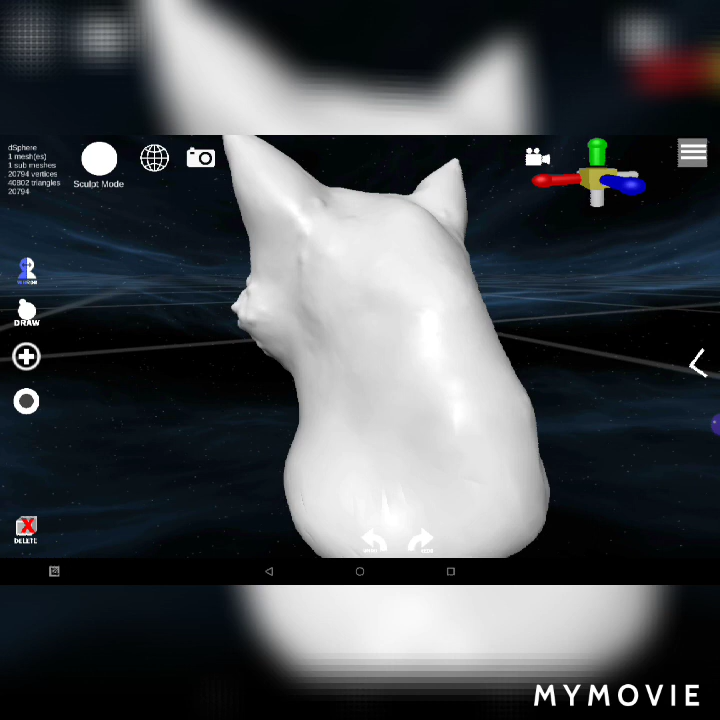 dSphere
1 mesh(es)
1 sub meshes
20794 vertices
40802 triangles
20794
Sculpt Mode
DRAW
DELETE
MYMOVIE